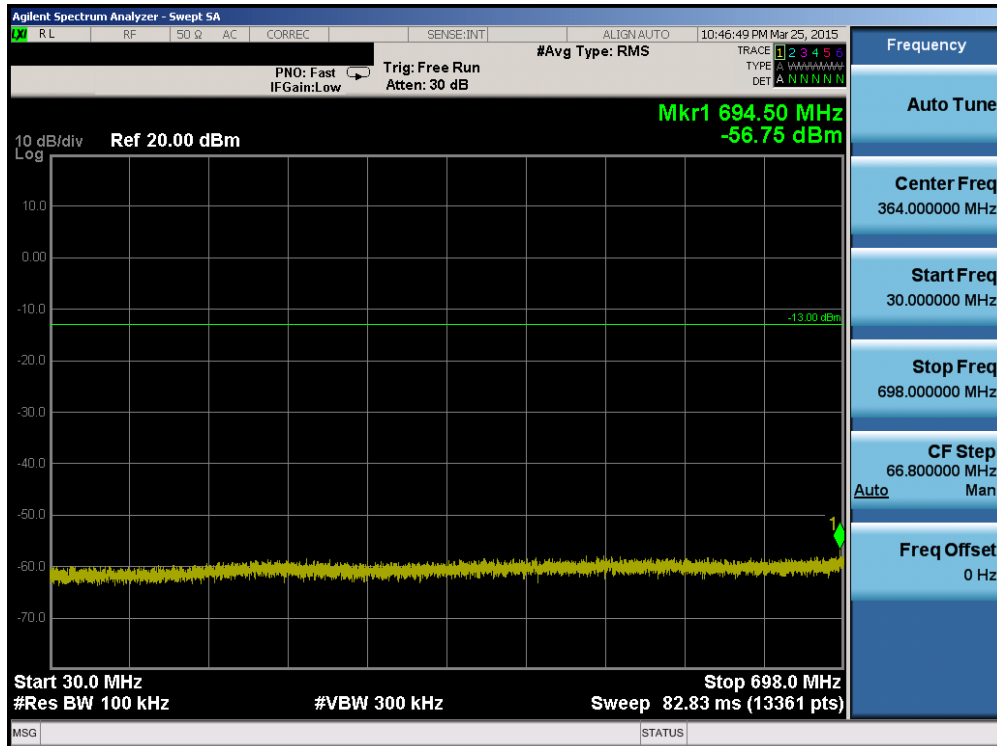 Agilent Spectrum Analyzer - Swept SA
LXI RL RF 50 Ω AC CORREC SENSE:INT ALIGN AUTO 10:46:49 PM Mar 25, 2015
#Avg Type: RMS TRACE 1 2 3 4 5 6
PNO: Fast Trig: Free Run TYPE A WWWWW
IFGain:Low Atten: 30 dB DET A N N N N N
Mkr1 694.50 MHz
-56.75 dBm
10 dB/div Ref 20.00 dBm
Log
10.0
0.00
-10.0
-13.00 dBm
-20.0
-30.0
-40.0
-50.0
1
-60.0
-70.0
Start 30.0 MHz Stop 698.0 MHz
#Res BW 100 kHz #VBW 300 kHz Sweep 82.83 ms (13361 pts)
MSG STATUS
Frequency
Auto Tune
Center Freq
364.000000 MHz
Start Freq
30.000000 MHz
Stop Freq
698.000000 MHz
CF Step
66.800000 MHz
Auto Man
Freq Offset
0 Hz